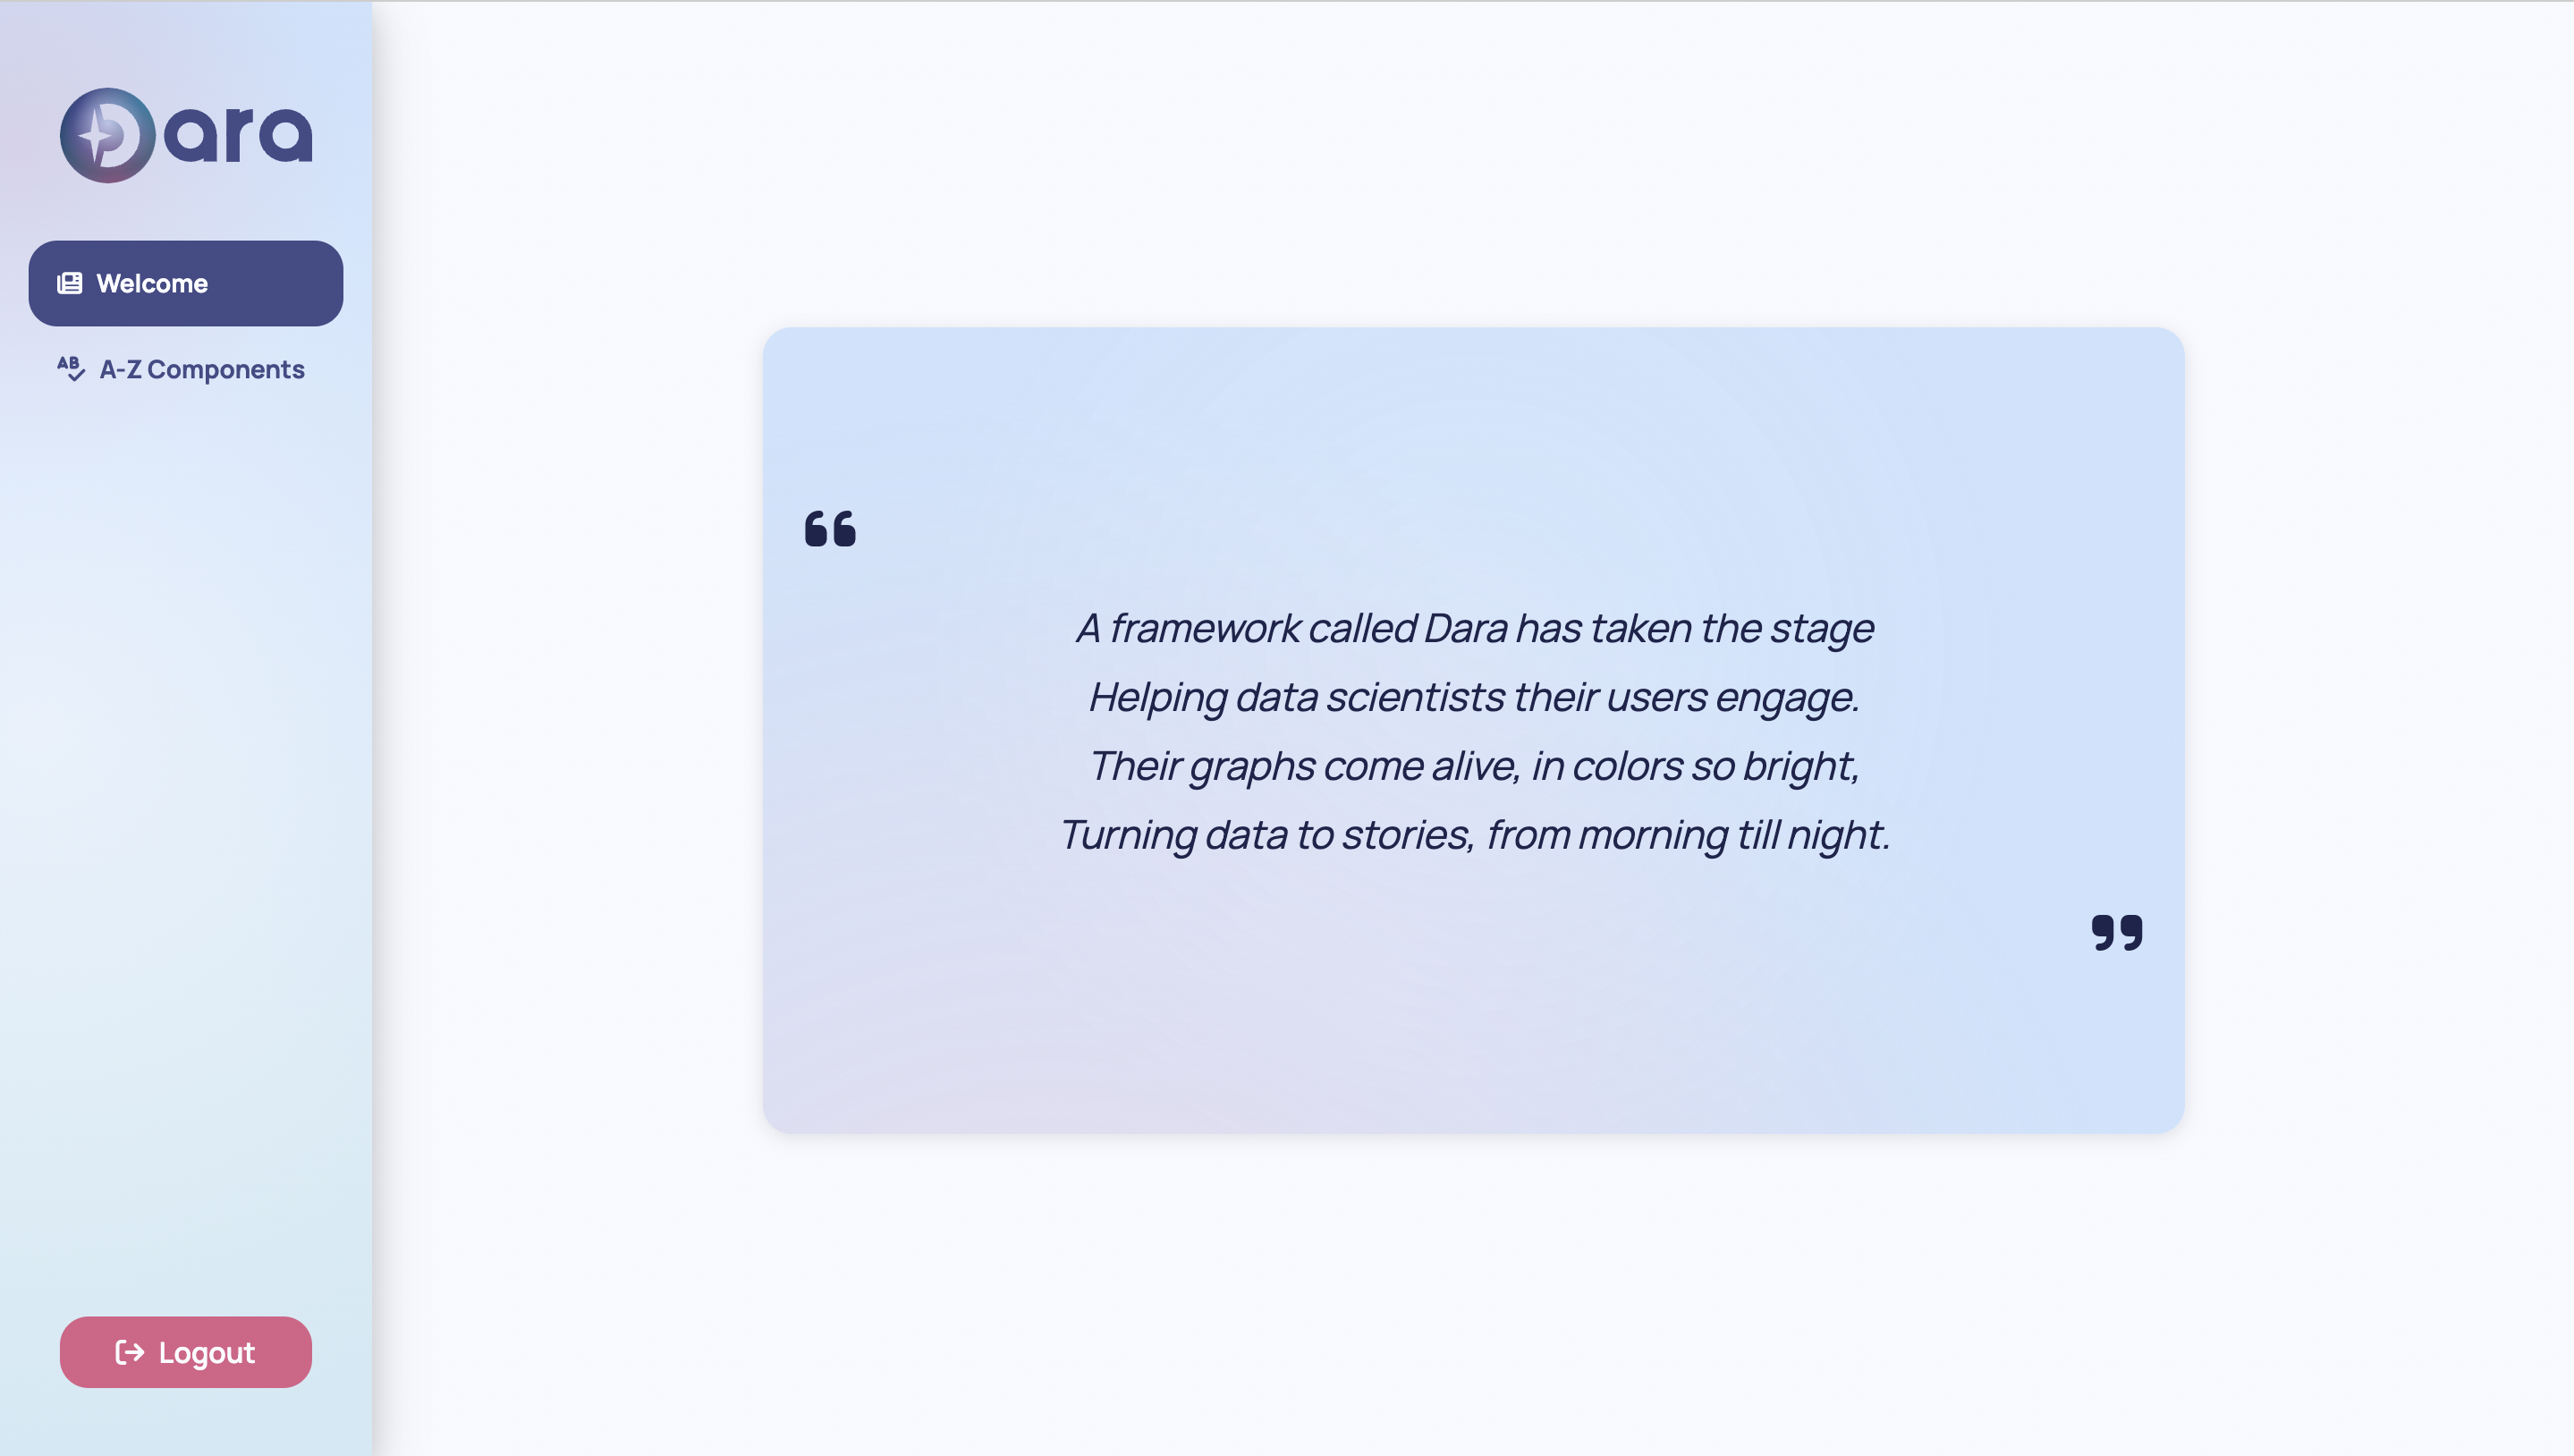 Dara
Welcome
A-Z Components
“
A framework called Dara has taken the stage
Helping data scientists their users engage.
Their graphs come alive, in colors so bright,
Turning data to stories, from morning till night.
”
Logout